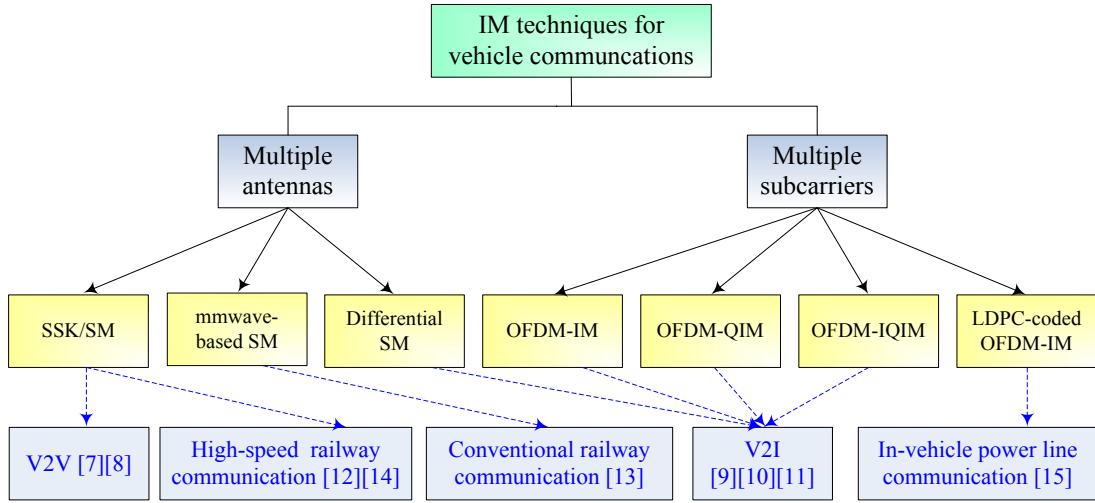 IM techniques for
vehicle communcations
Multiple
antennas
Multiple
subcarriers
SSK/SM
mmwave-
based SM
Differential
SM
OFDM-IM
OFDM-QIM
OFDM-IQIM
LDPC-coded
OFDM-IM
V2V [7][8]
High-speed railway
communication [12][14]
Conventional railway
communication [13]
V2I
[9][10][11]
In-vehicle power line
communication [15]